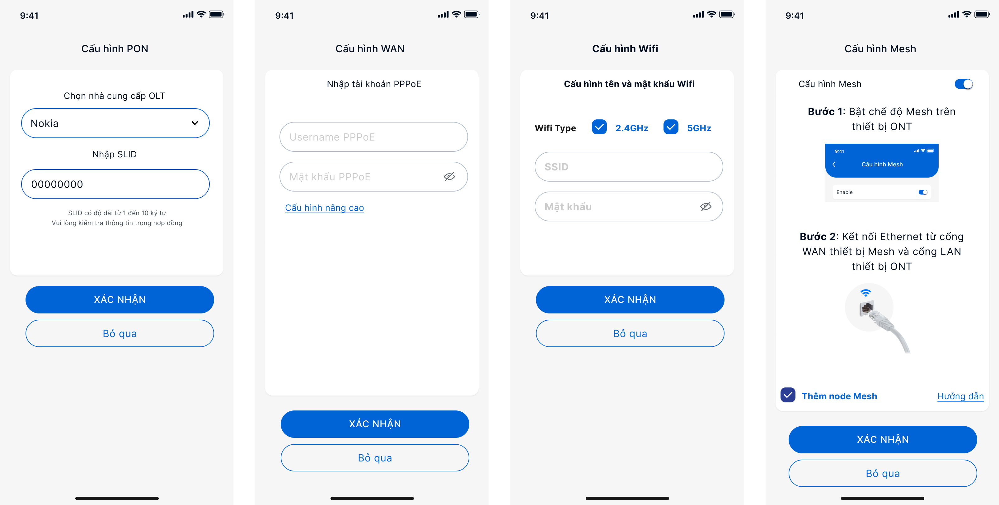 9:41
Cấu hình PON
Chọn nhà cung cấp OLT
Nokia
Nhập SLID
00000000
SLID có độ dài từ 1 đến 10 ký tự
Vui lòng kiểm tra thông tin trong hợp đồng
XÁC NHẬN
Bỏ qua
9:41
Cấu hình WAN
Nhập tài khoản PPPoE
Username PPPoE
Mật khẩu PPPoE
Cấu hình nâng cao
XÁC NHẬN
Bỏ qua
9:41
Cấu hình Wifi
Cấu hình tên và mật khẩu Wifi
Wifi Type 2.4GHz 5GHz
SSID
Mật khẩu
XÁC NHẬN
Bỏ qua
9:41
Cấu hình Mesh
Cấu hình Mesh
Bước 1: Bật chế độ Mesh trên
thiết bị ONT
9:41
Cấu hình Mesh
Enable
Bước 2: Kết nối Ethernet từ cổng
WAN thiết bị Mesh và cổng LAN
thiết bị ONT
Thêm node Mesh Hướng dẫn
XÁC NHẬN
Bỏ qua